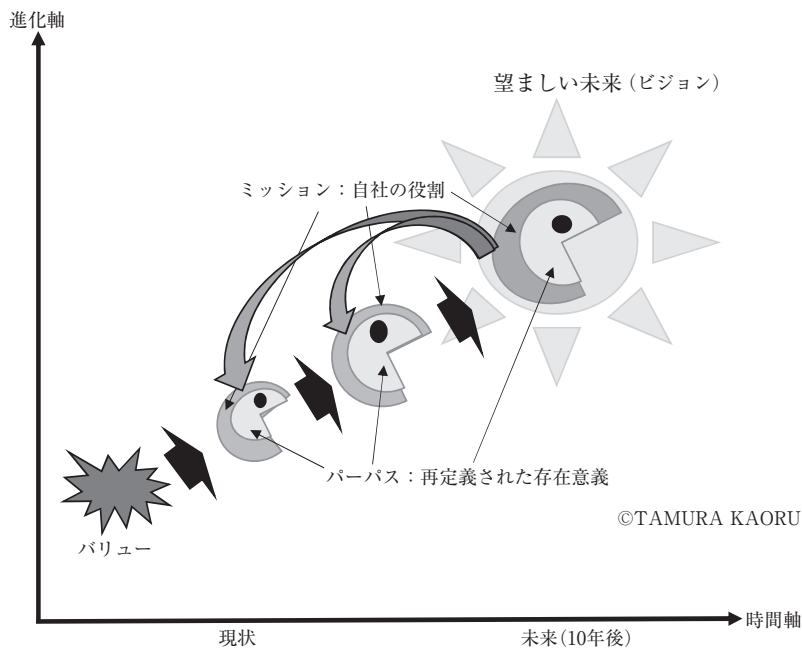 進化軸
望ましい未来（ビジョン）
ミッション：自社の役割
パーパス：再定義された存在意義
©TAMURA KAORU
バリュー
時間軸
現状
未来（10年後）